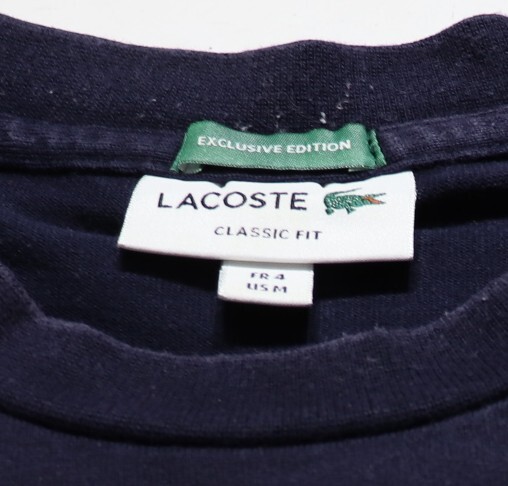 EXCLUSIVE EDITION
LACOSTE
CLASSIC FIT
FR 4
US M